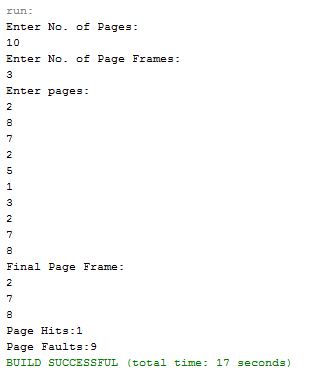 run:
Enter No. of Pages:
10
Enter No. of Page Frames:
3
Enter pages:
2
8
7
2
5
1
3
2
7
8
Final Page Frame:
2
7
8
Page Hits:1
Page Faults:9
BUILD SUCCESSFUL (total time: 17 seconds)